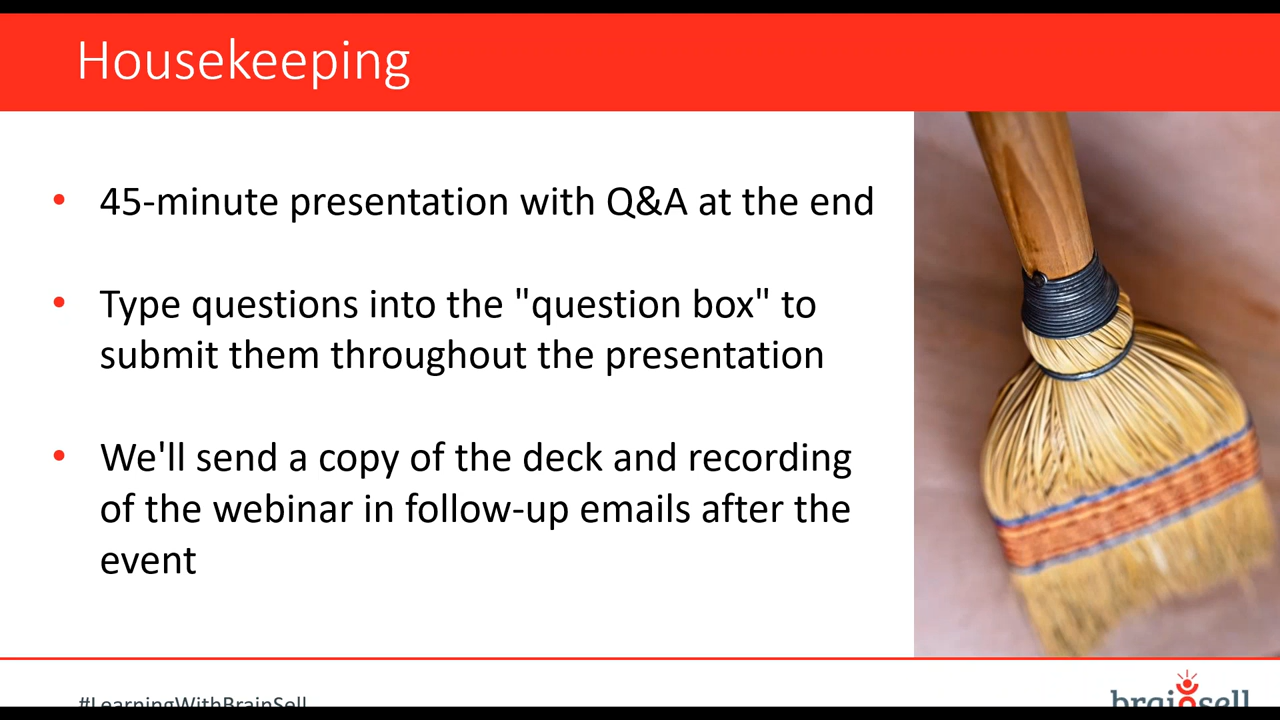 Housekeeping
• 45-minute presentation with Q&A at the end
• Type questions into the "question box" to
submit them throughout the presentation
• We'll send a copy of the deck and recording
of the webinar in follow-up emails after the
event
#LearningWithBrainSell
brainsell